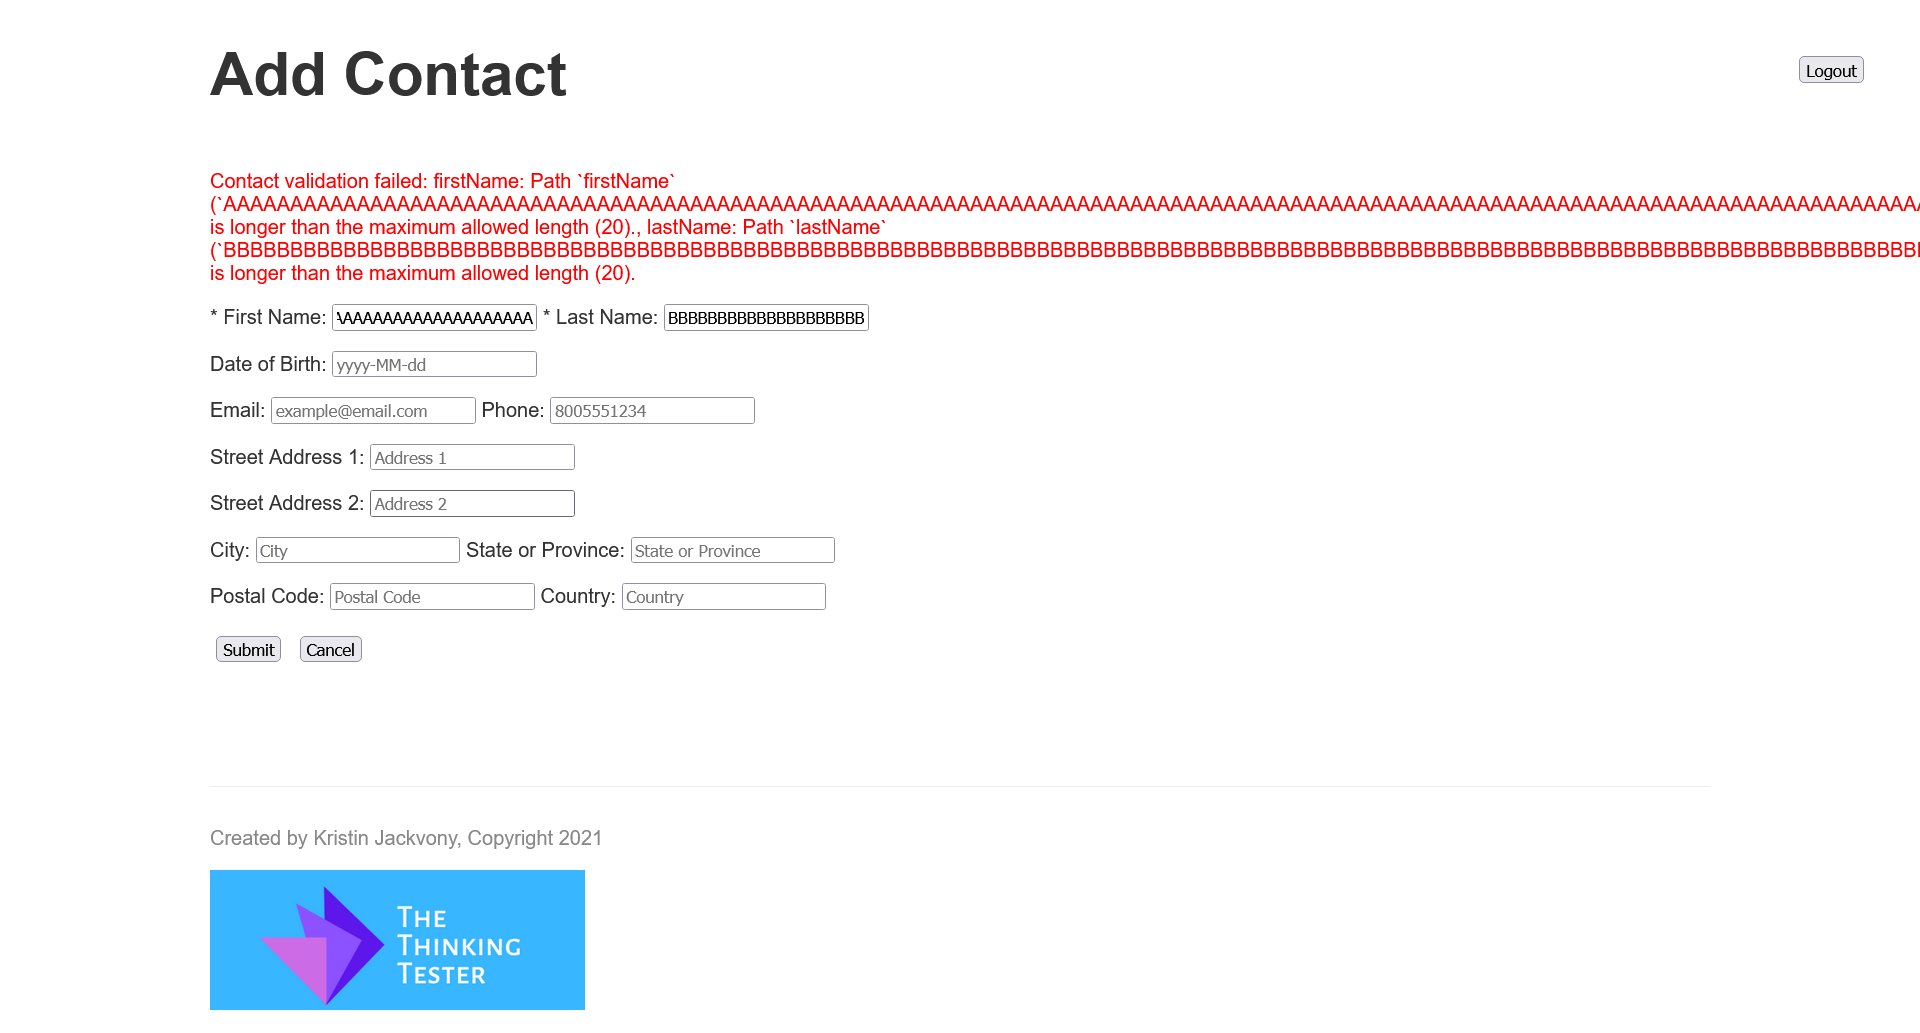 Add Contact
Logout
Contact validation failed: firstName: Path `firstName`
(`AAAAAAAAAAAAAAAAAAAAAAAAAAAAAAAAAAAAAAAAAAAAAAAAAAAAAAAAAAAAAAAAAAAAAAAAAAAAAAAAAAAAAAAAAAAAAAAAAAAAAAAAAAAAAAAAAAAAAAAAAAAAAAA
is longer than the maximum allowed length (20)., lastName: Path `lastName`
(`BBBBBBBBBBBBBBBBBBBBBBBBBBBBBBBBBBBBBBBBBBBBBBBBBBBBBBBBBBBBBBBBBBBBBBBBBBBBBBBBBBBBBBBBBBBBBBBBBBBBBBBBBBBBBBBBBBBBBBBBBBBBBBB
is longer than the maximum allowed length (20).
* First Name: AAAAAAAAAAAAAAAAAAAA * Last Name: BBBBBBBBBBBBBBBBBBBB
Date of Birth: yyyy-MM-dd
Email: example@email.com Phone: 8005551234
Street Address 1: Address 1
Street Address 2: Address 2
City: City State or Province: State or Province
Postal Code: Postal Code Country: Country
Submit Cancel
Created by Kristin Jackvony, Copyright 2021
THE
THINKING
TESTER